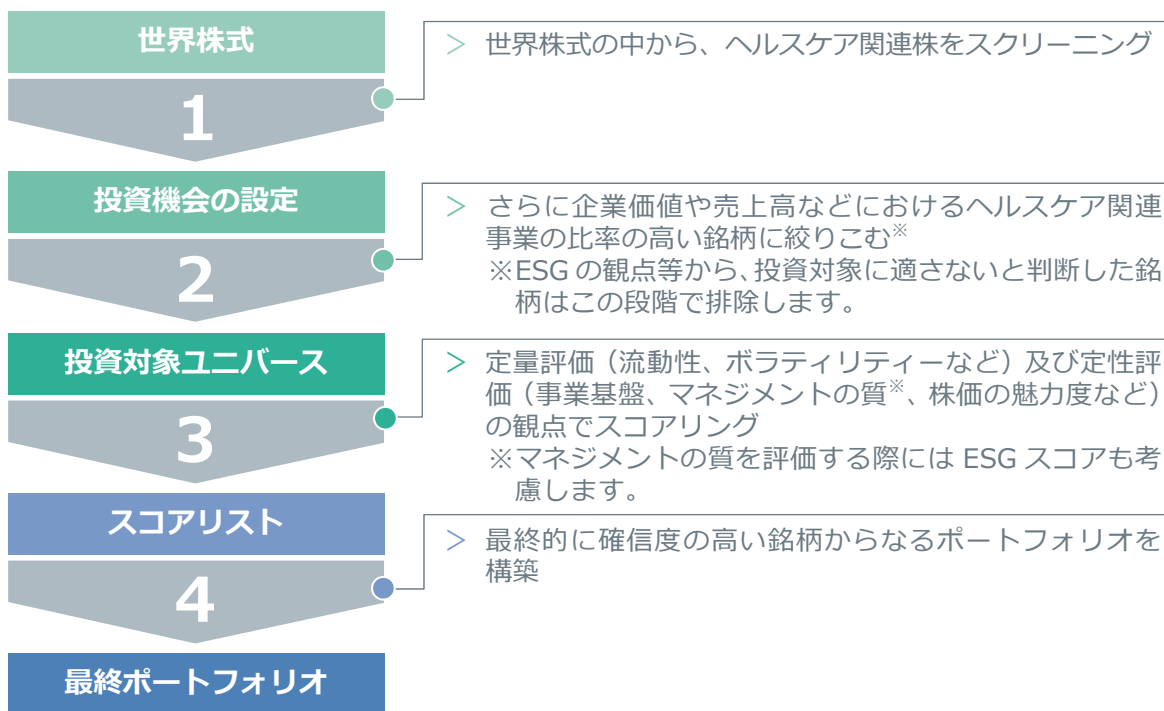 世界株式
＞ 世界株式の中から、ヘルスケア関連株をスクリーニング
1
投資機会の設定
＞ さらに企業価値や売上高などにおけるヘルスケア関連
事業の比率の高い銘柄に絞りこむ※
※ESG の観点等から、投資対象に適さないと判断した銘
柄はこの段階で排除します。
2
投資対象ユニバース
＞ 定量評価（流動性、ボラティリティーなど）及び定性評
価（事業基盤、マネジメントの質※、株価の魅力度など）
の観点でスコアリング
※マネジメントの質を評価する際には ESG スコアも考
慮します。
3
スコアリスト
＞ 最終的に確信度の高い銘柄からなるポートフォリオを
構築
4
最終ポートフォリオ